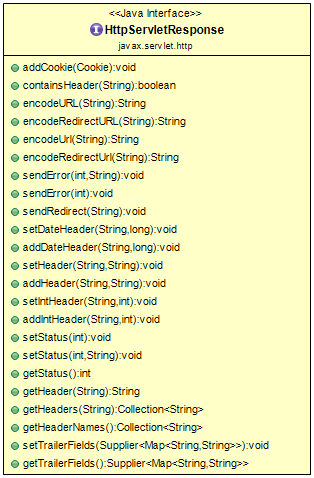 <<Java Interface>>
I HttpServletResponse
javax.servlet.http
addCookie(Cookie):void
containsHeader(String):boolean
encodeURL(String):String
encodeRedirectURL(String):String
encodeUrl(String):String
encodeRedirectUrl(String):String
sendError(int,String):void
sendError(int):void
sendRedirect(String):void
setDateHeader(String,long):void
addDateHeader(String,long):void
setHeader(String,String):void
addHeader(String,String):void
setIntHeader(String,int):void
addIntHeader(String,int):void
setStatus(int):void
setStatus(int,String):void
getStatus():int
getHeader(String):String
getHeaders(String):Collection<String>
getHeaderNames():Collection<String>
setTrailerFields(Supplier<Map<String,String>>):void
getTrailerFields():Supplier<Map<String,String>>